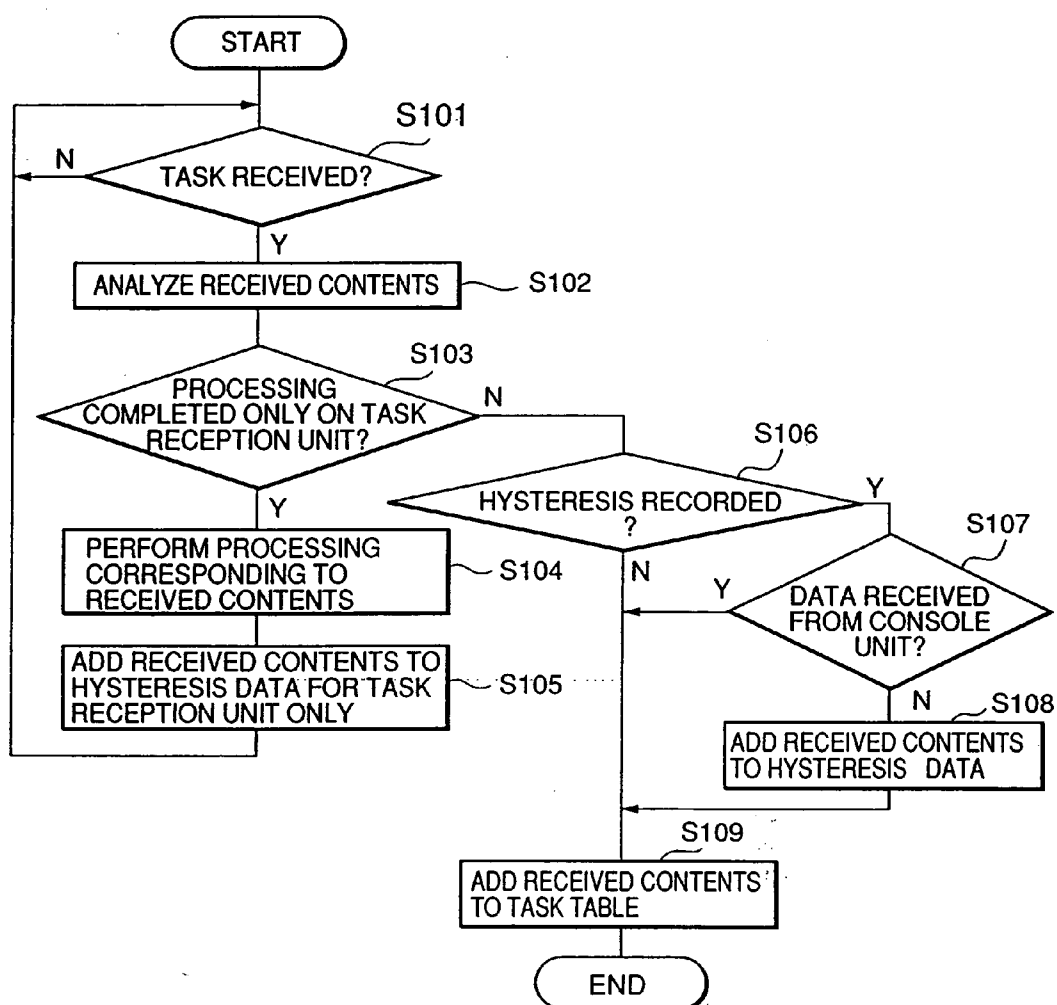 START
S101
N
TASK RECEIVED?
Y
ANALYZE RECEIVED CONTENTS
S102
S103
PROCESSING
COMPLETED ONLY ON TASK
RECEPTION UNIT?
N
Y
S106
HYSTERESIS RECORDED
?
Y
N
PERFORM PROCESSING
CORRESPONDING TO
RECEIVED CONTENTS
S104
S107
DATA RECEIVED
FROM CONSOLE
UNIT?
Y
N
ADD RECEIVED CONTENTS TO
HYSTERESIS DATA FOR TASK
RECEPTION UNIT ONLY
S105
S108
ADD RECEIVED CONTENTS
TO HYSTERESIS DATA
S109
ADD RECEIVED CONTENTS
TO TASK TABLE
END